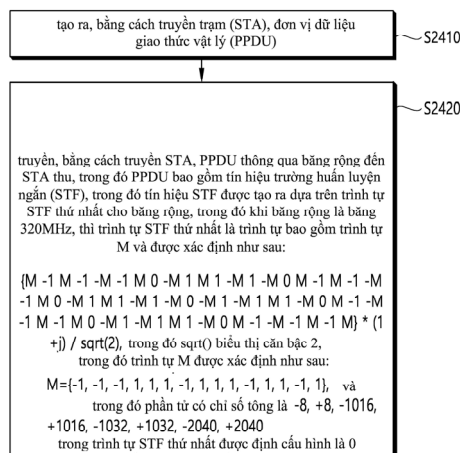 tạo ra, bằng cách truyền trạm (STA), đơn vị dữ liệu
giao thức vật lý (PPDU)
S2410
S2420
truyền, bằng cách truyền STA, PPDU thông qua băng rộng đến
STA thu, trong đó PPDU bao gồm tín hiệu trường huấn luyện
ngắn (STF), trong đó tín hiệu STF được tạo ra dựa trên trình tự
STF thứ nhất cho băng rộng, trong đó khi băng rộng là băng
320MHz, thì trình tự STF thứ nhất là trình tự bao gồm trình tự
M và được xác định như sau:
{M -1 M -1 -M -1 M 0 -M 1 M 1 -M 1 -M 0 -M 1 -M 1 -M
-1 M 0 -M 1 M 1 -M 1 -M 0 -M 1 -M 1 M 1 -M 0 M -1 -M
-1 M -1 M 0 -M 1 -M 1 M 1 -M 0 M -1 -M -1 M -1 M} * (1
+j) / sqrt(2), trong đó sqrt() biểu thị căn bậc 2,
trong đó trình tự M được xác định như sau:
M={-1, -1, -1, 1, 1, 1, -1, 1, 1, 1, -1, 1, 1, -1, 1}, và
trong đó phần tử có chỉ số tông là -8, +8, -1016,
+1016, -1032, +1032, -2040, +2040
trong trình tự STF thứ nhất được định cấu hình là 0